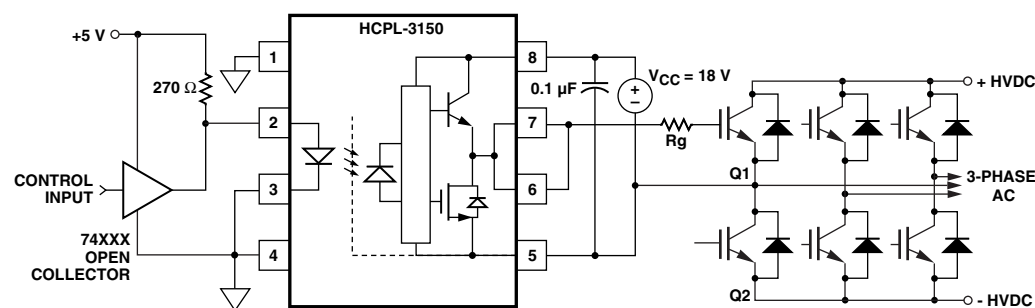 HCPL-3150
+5 V
270 Ω
1
2
3
4
8
7
6
5
0.1 µF
VCC = 18 V
+
–
Rg
+ HVDC
Q1
3-PHASE
AC
Q2
- HVDC
CONTROL
INPUT
74XXX
OPEN
COLLECTOR